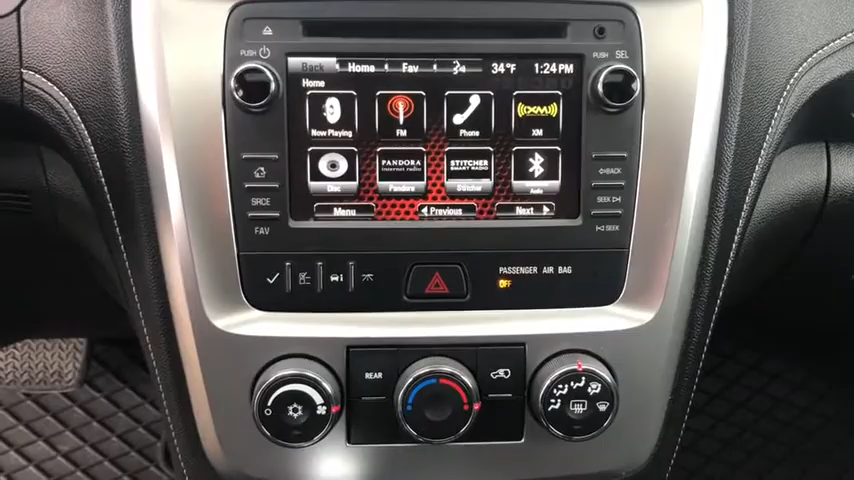 PUSH
PUSH SEL
Back Home Fav 34°F 1:24 PM
Home
Now Playing FM Phone XM
((XM))
PANDORA
internet radio
STITCHER
SMART RADIO
Disc Pandora Stitcher Audio
Menu Previous Next
SRCE
FAV
BACK
SEEK
SEEK
PASSENGER AIR BAG
OFF
REAR